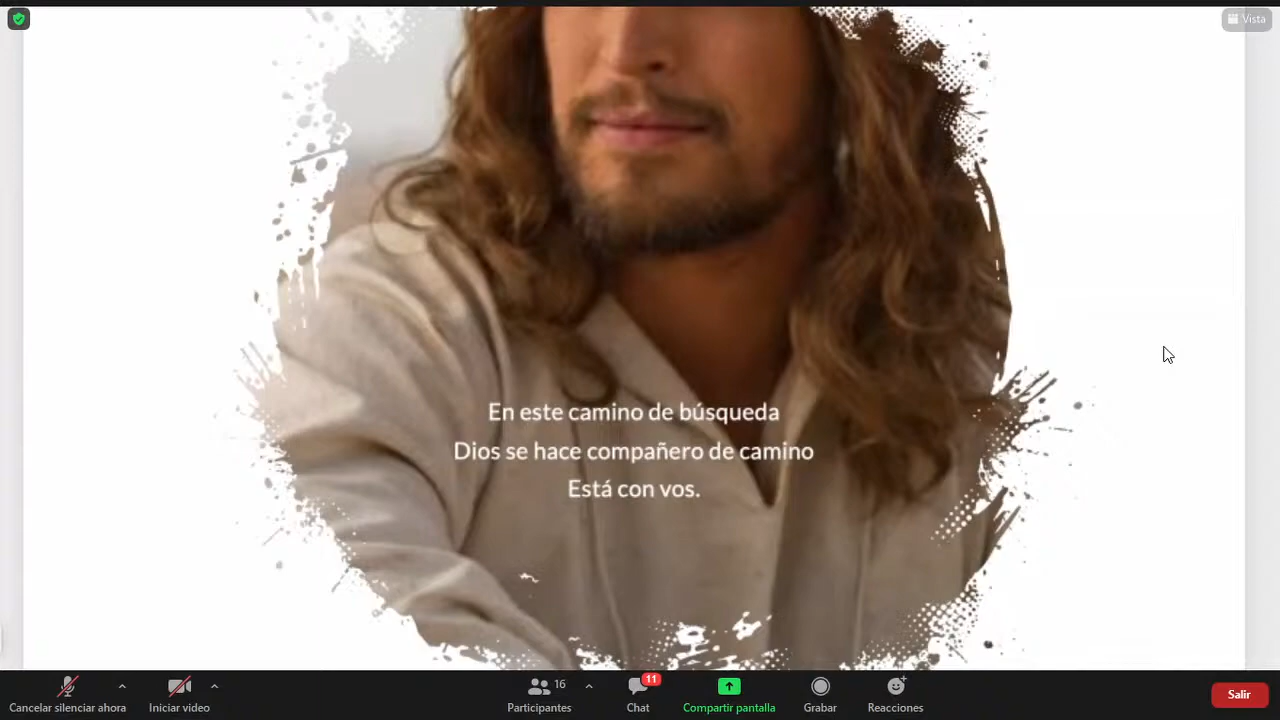 Vista
En este camino de búsqueda
Dios se hace compañero de camino
Está con vos.
Cancelar silenciar ahora
Iniciar video
16
Participantes
11
Chat
Compartir pantalla
Grabar
Reacciones
Salir